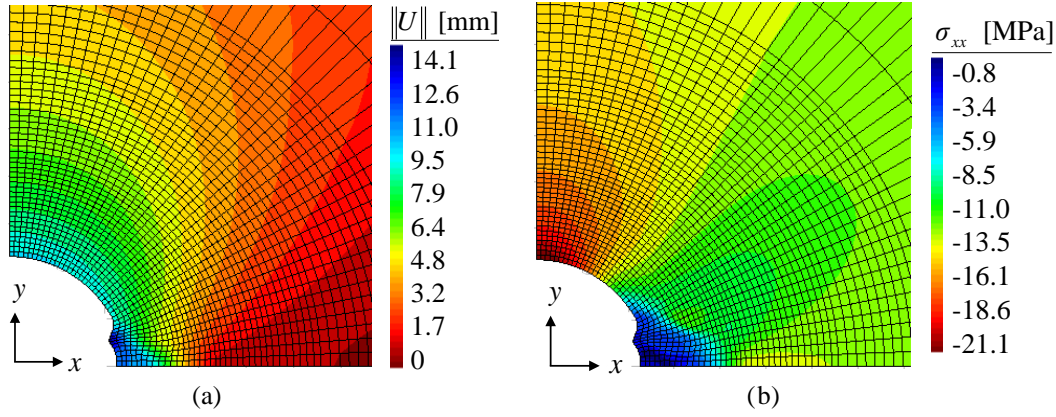 ‖U‖ [mm]
14.1
12.6
11.0
9.5
7.9
6.4
4.8
3.2
1.7
0
y
x
(a)
σxx [MPa]
-0.8
-3.4
-5.9
-8.5
-11.0
-13.5
-16.1
-18.6
-21.1
y
x
(b)